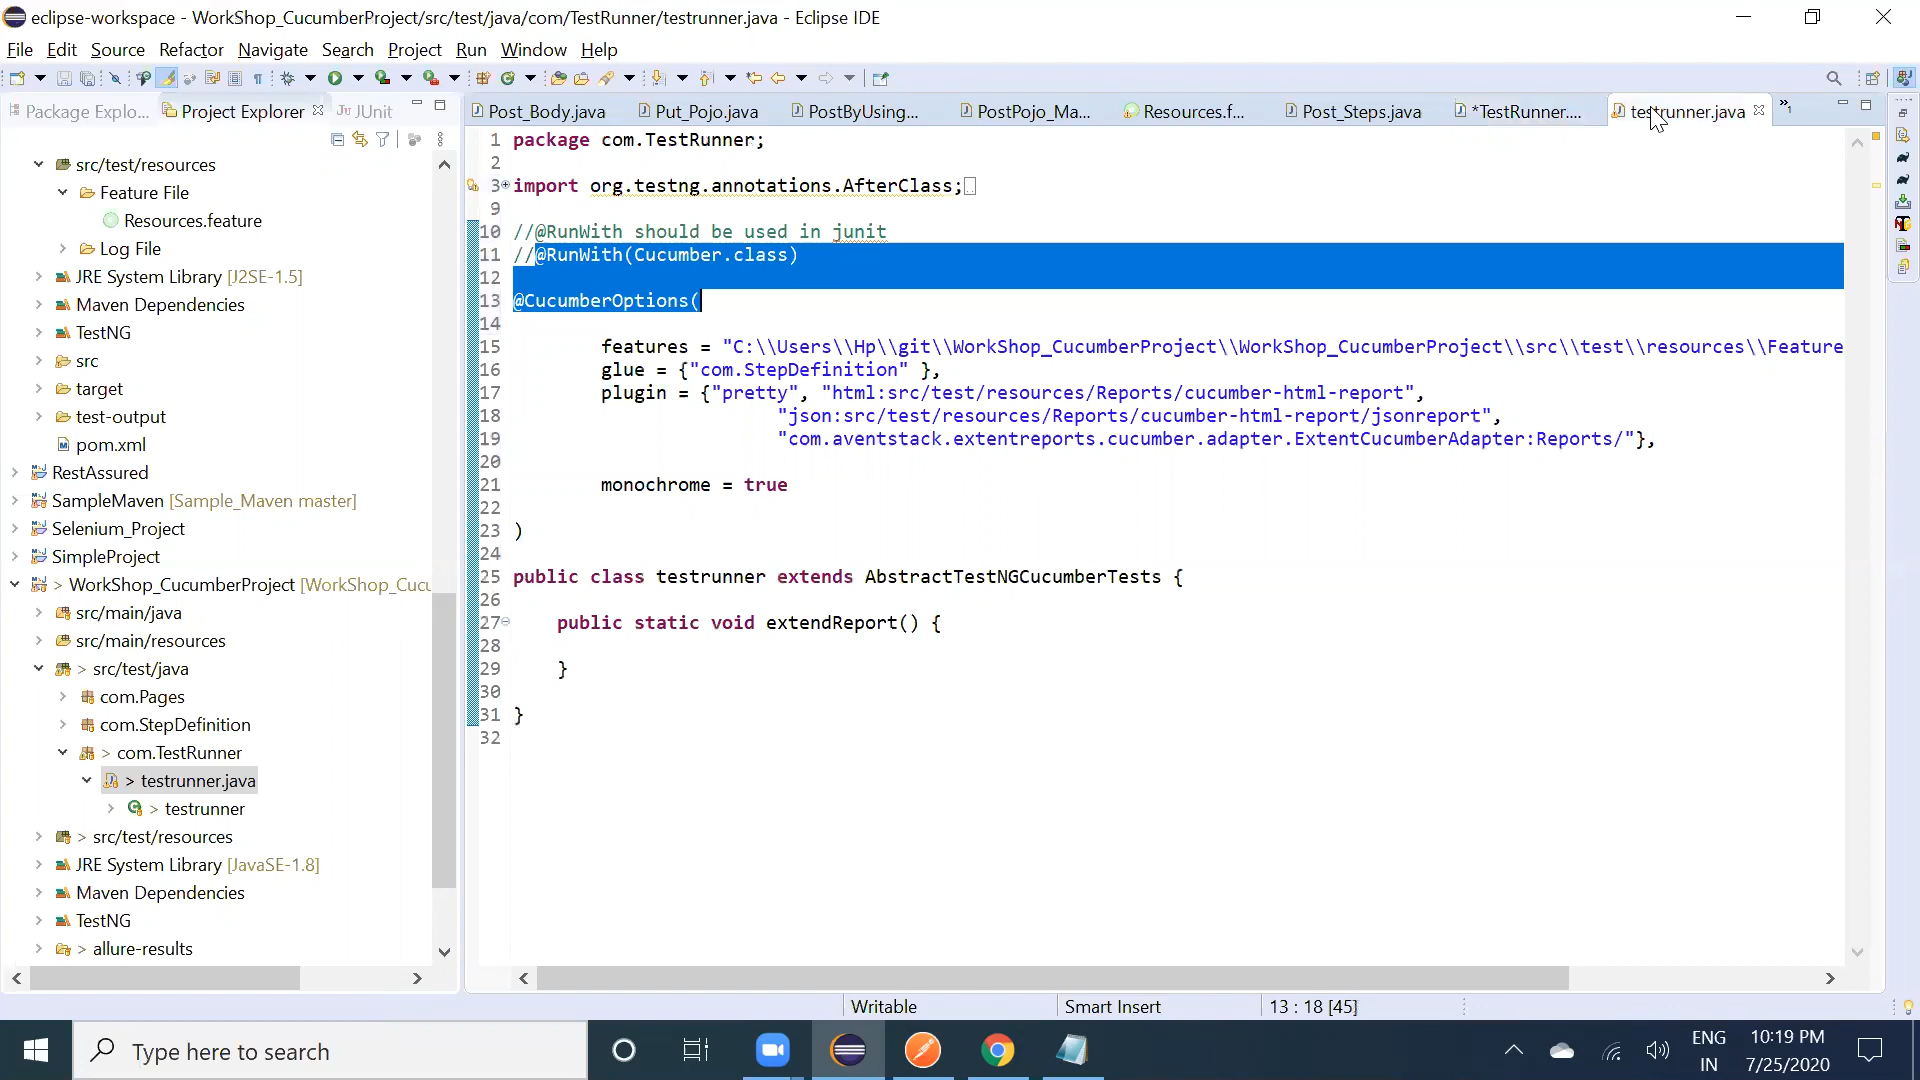 eclipse-workspace - WorkShop_CucumberProject/src/test/java/com/TestRunner/testrunner.java - Eclipse IDE
File Edit Source Refactor Navigate Search Project Run Window Help
Package Explo... Project Explorer JUnit
Post_Body.java Put_Pojo.java PostByUsing... PostPojo_Ma... Resources.f... Post_Steps.java *TestRunner.... testrunner.java »1
src/test/resources
Feature File
Resources.feature
Log File
JRE System Library [J2SE-1.5]
Maven Dependencies
TestNG
src
target
test-output
pom.xml
RestAssured
SampleMaven [Sample_Maven master]
Selenium_Project
SimpleProject
> WorkShop_CucumberProject [WorkShop_Cucu
src/main/java
src/main/resources
> src/test/java
com.Pages
com.StepDefinition
> com.TestRunner
> testrunner.java
> testrunner
> src/test/resources
JRE System Library [JavaSE-1.8]
Maven Dependencies
TestNG
> allure-results
1 package com.TestRunner;
2
3 import org.testng.annotations.AfterClass;
9
10 //@RunWith should be used in junit
11 //@RunWith(Cucumber.class)
12
13 @CucumberOptions(
14
15 features = "C:\\Users\\Hp\\git\\WorkShop_CucumberProject\\WorkShop_CucumberProject\\src\\test\\resources\\Feature
16 glue = {"com.StepDefinition" },
17 plugin = {"pretty", "html:src/test/resources/Reports/cucumber-html-report",
18 "json:src/test/resources/Reports/cucumber-html-report/jsonreport",
19 "com.aventstack.extentreports.cucumber.adapter.ExtentCucumberAdapter:Reports/"},
20
21 monochrome = true
22
23 )
24
25 public class testrunner extends AbstractTestNGCucumberTests {
26
27 public static void extendReport() {
28
29 }
30
31 }
32
Writable Smart Insert 13 : 18 [45]
Type here to search
ENG
IN
10:19 PM
7/25/2020